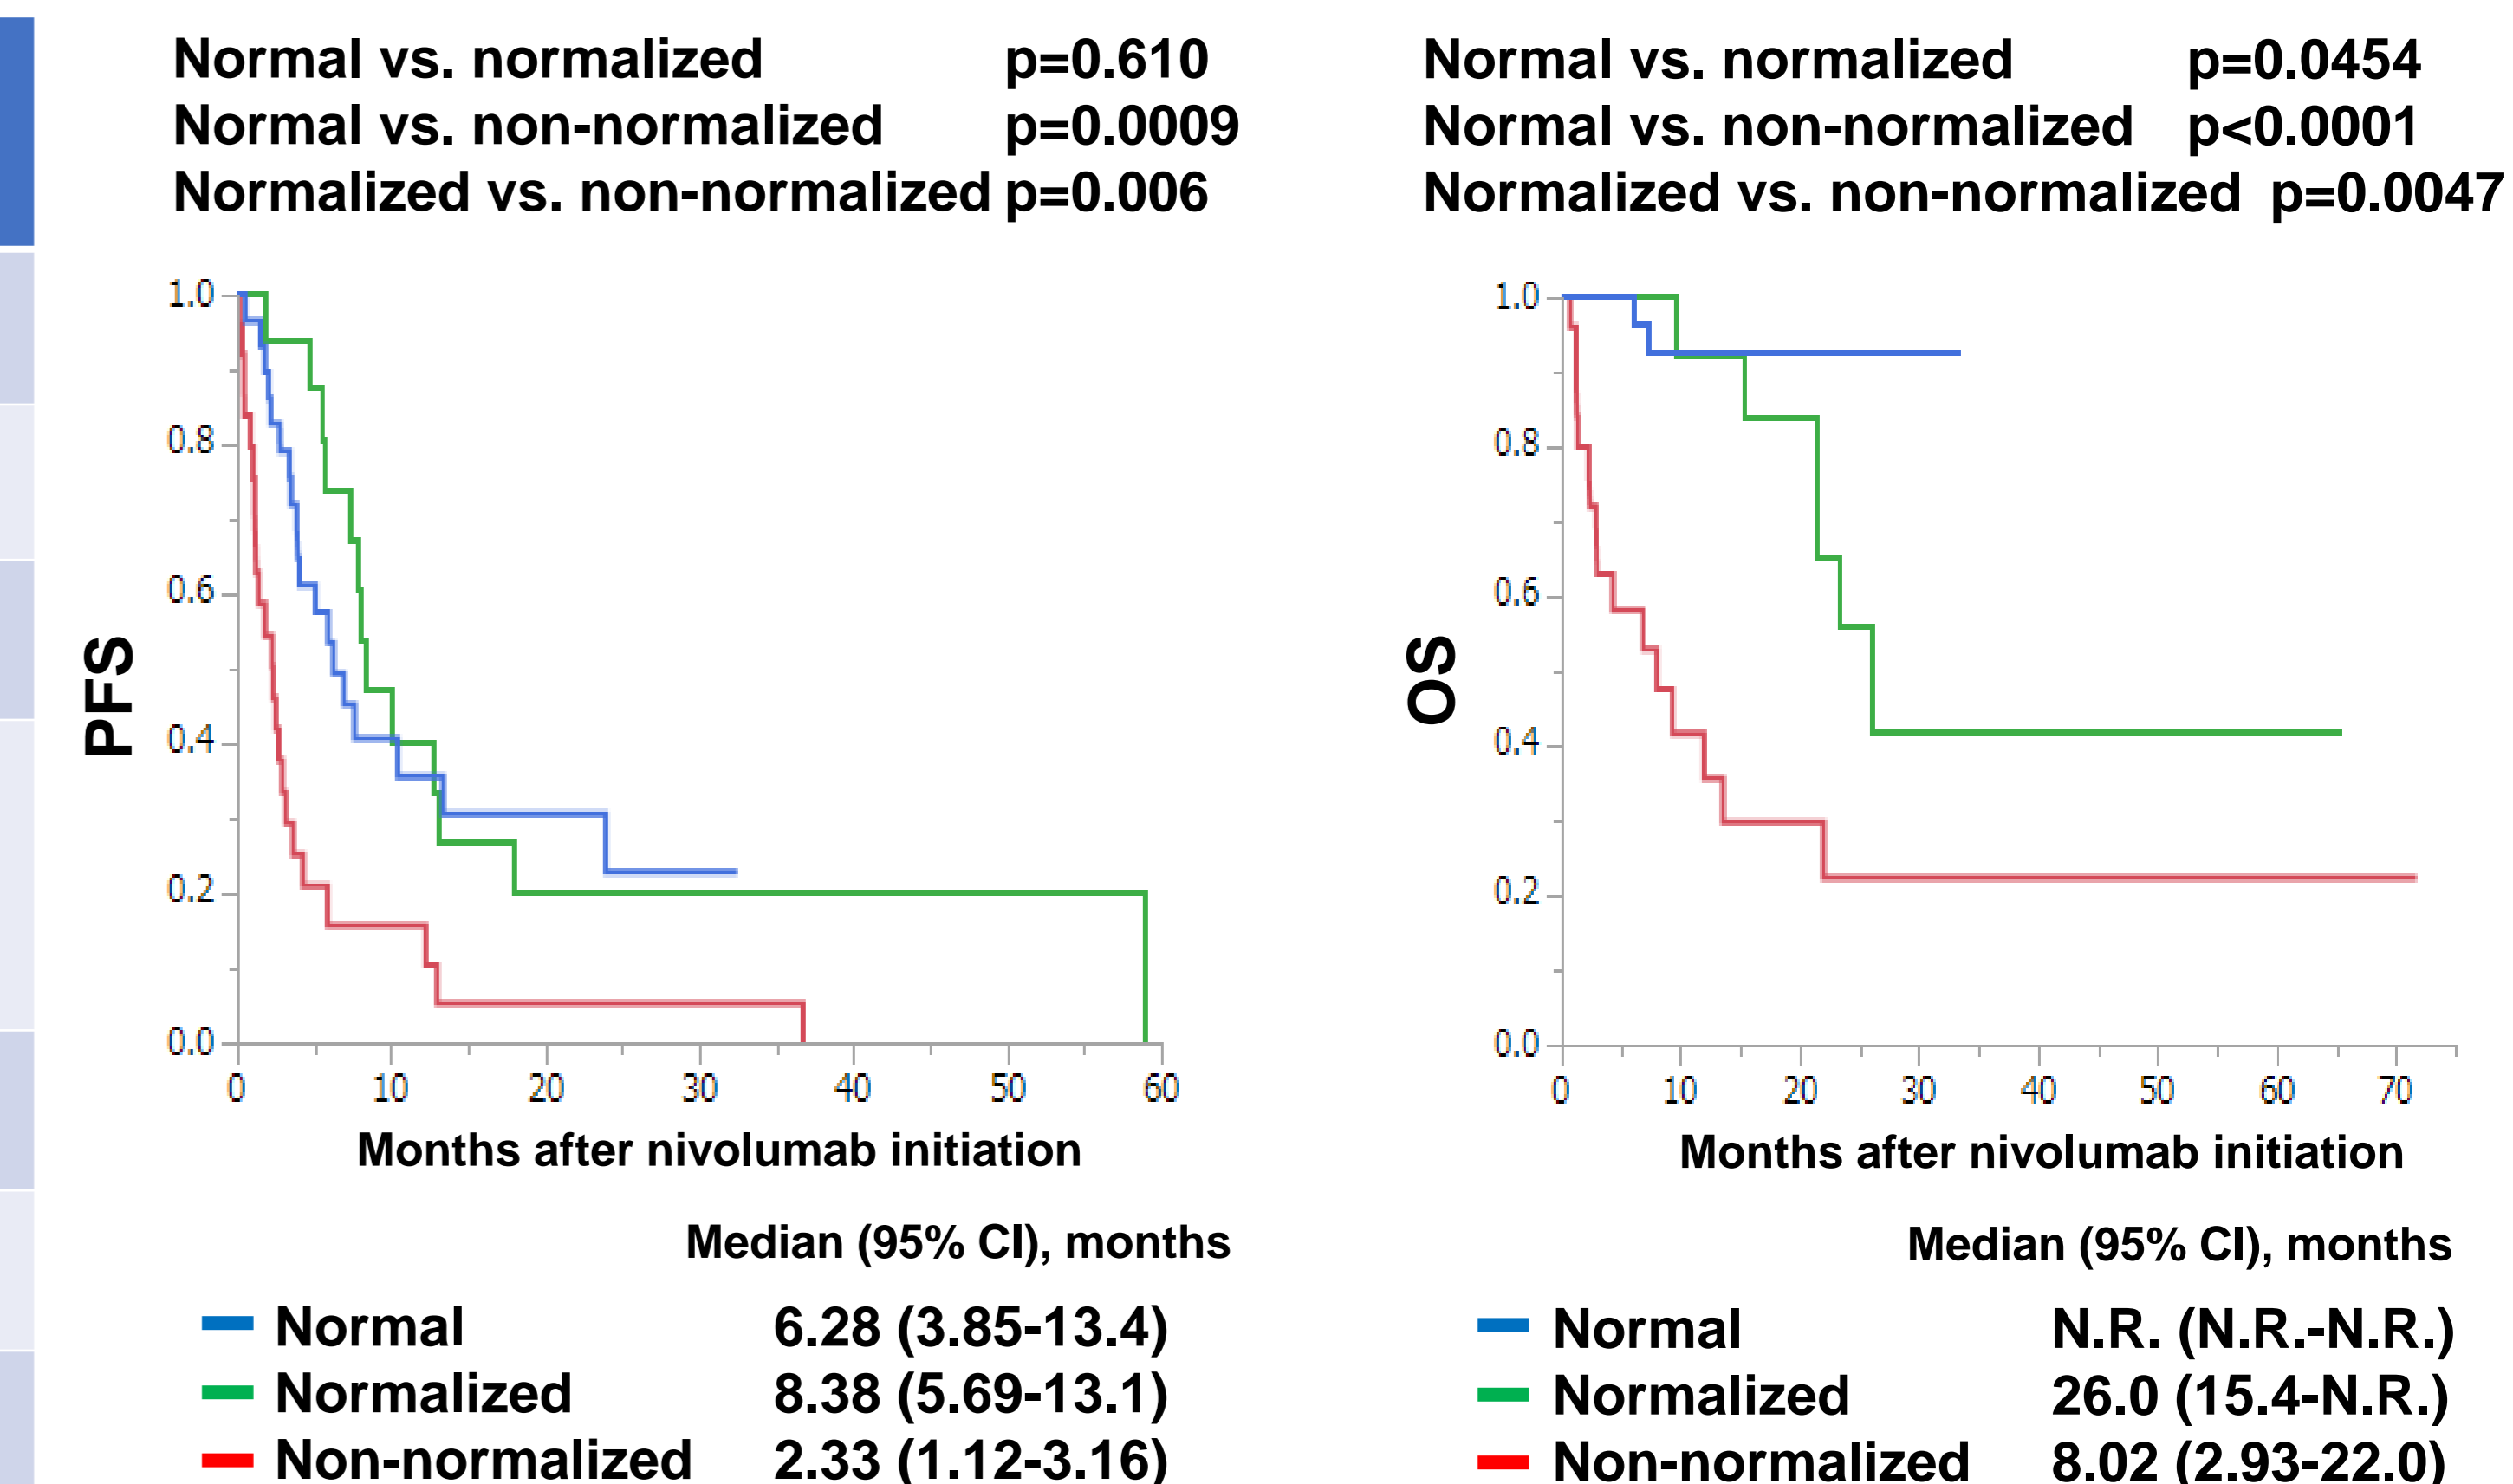 Normal vs. normalized p=0.610
Normal vs. non-normalized p=0.0009
Normalized vs. non-normalized p=0.006
1.0
0.8
0.6
0.4
0.2
0.0
PFS
0 10 20 30 40 50 60
Months after nivolumab initiation
Median (95% CI), months
Normal 6.28 (3.85-13.4)
Normalized 8.38 (5.69-13.1)
Non-normalized 2.33 (1.12-3.16)
Normal vs. normalized p=0.0454
Normal vs. non-normalized p<0.0001
Normalized vs. non-normalized p=0.0047
1.0
0.8
0.6
0.4
0.2
0.0
OS
0 10 20 30 40 50 60 70
Months after nivolumab initiation
Median (95% CI), months
Normal N.R. (N.R.-N.R.)
Normalized 26.0 (15.4-N.R.)
Non-normalized 8.02 (2.93-22.0)